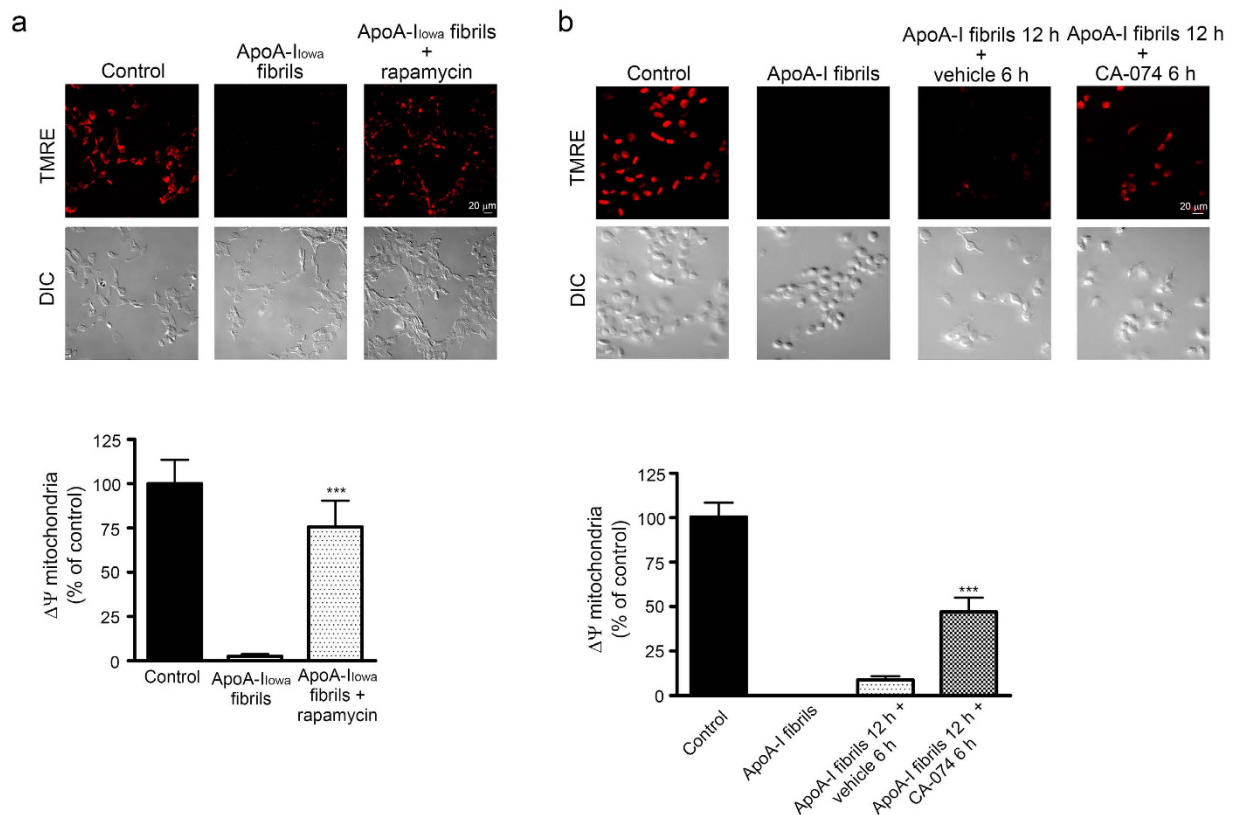 a
Control
ApoA-IIowa
fibrils
ApoA-IIowa fibrils
+
rapamycin
TMRE
20 μm
DIC
125
100
75
50
25
0
ΔΨ mitochondria
(% of control)
***
Control
ApoA-IIowa
fibrils
ApoA-IIowa
fibrils +
rapamycin
b
Control
ApoA-I fibrils
ApoA-I fibrils 12 h
+
vehicle 6 h
ApoA-I fibrils 12 h
+
CA-074 6 h
TMRE
20 μm
DIC
125
100
75
50
25
0
ΔΨ mitochondria
(% of control)
***
Control
ApoA-I fibrils
ApoA-I fibrils 12 h +
vehicle 6 h
ApoA-I fibrils 12 h +
CA-074 6 h